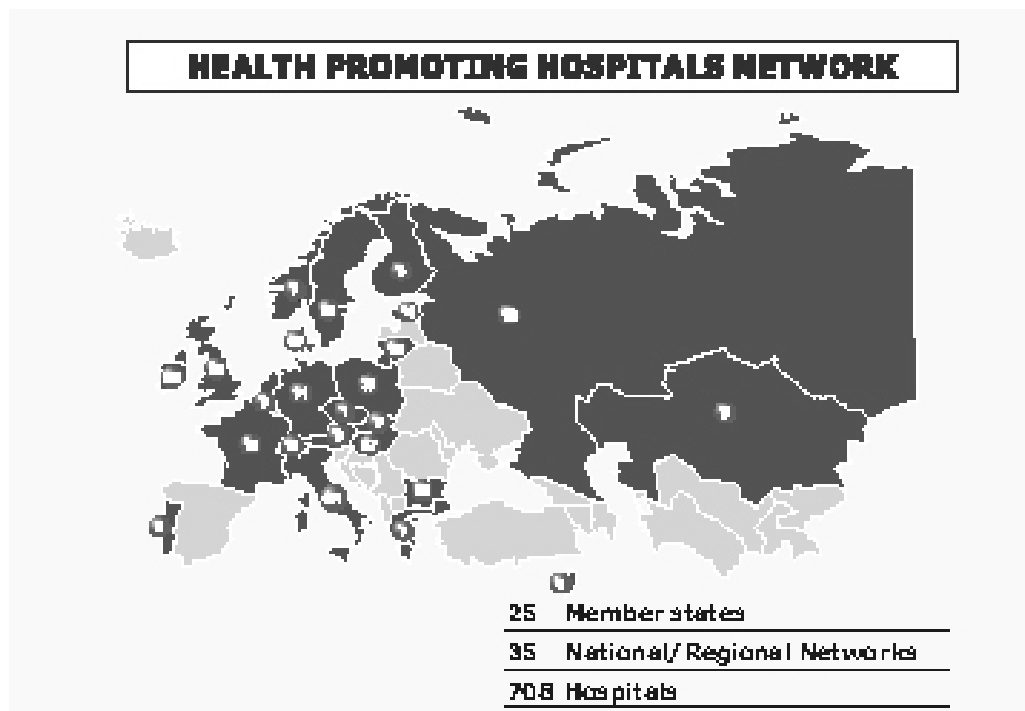 HEALTH PROMOTING HOSPITALS NETWORK
25 Member states
35 National/Regional Networks
708 Hospitals